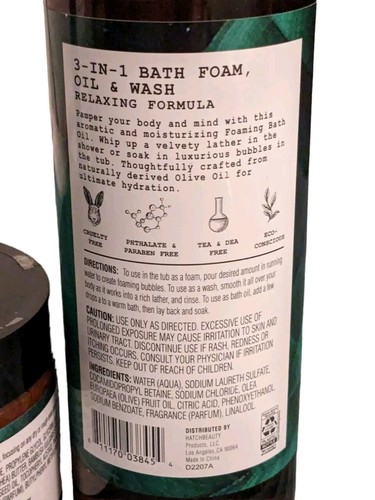 3-IN-1 BATH FOAM,
OIL & WASH
RELAXING FORMULA
Pamper your body and mind with this
aromatic and moisturizing Foaming Bath
Oil. Whip up a velvety lather in the
shower or soak in luxurious bubbles in
the tub. Thoughtfully crafted from
naturally derived Olive Oil for
ultimate hydration.
CRUELTY
FREE
PHTHALATE &
PARABEN FREE
TEA & DEA
FREE
ECO-
CONSCIOUS
DIRECTIONS: To use in the tub as a foam, pour desired amount in running
water to create foaming bubbles. To use as a wash, smooth it all over your
body as it works into a rich lather, and rinse. To use as bath oil, add a few
drops to a warm bath, then lay back and soak.
CAUTION: USE ONLY AS DIRECTED. EXCESSIVE USE OF
PROLONGED EXPOSURE MAY CAUSE IRRITATION TO SKIN AND
URINARY TRACT. DISCONTINUE USE IF RASH, REDNESS OR
ITCHING OCCURS. CONSULT YOUR PHYSICIAN IF IRRITATION
PERSISTS. KEEP OUT OF REACH OF CHILDREN.
INGREDIENTS: WATER (AQUA), SODIUM LAURETH SULFATE,
COCAMIDOPROPYL BETAINE, SODIUM CHLORIDE, OLEA
EUROPAEA (OLIVE) FRUIT OIL, CITRIC ACID, PHENOXYETHANOL,
SODIUM BENZOATE, FRAGRANCE (PARFUM), LINALOOL
6 11170 03845 4
DISTRIBUTED BY
HATCHBEAUTY
Products, LLC.
Los Angeles, CA 90064
Made in China
D2207A